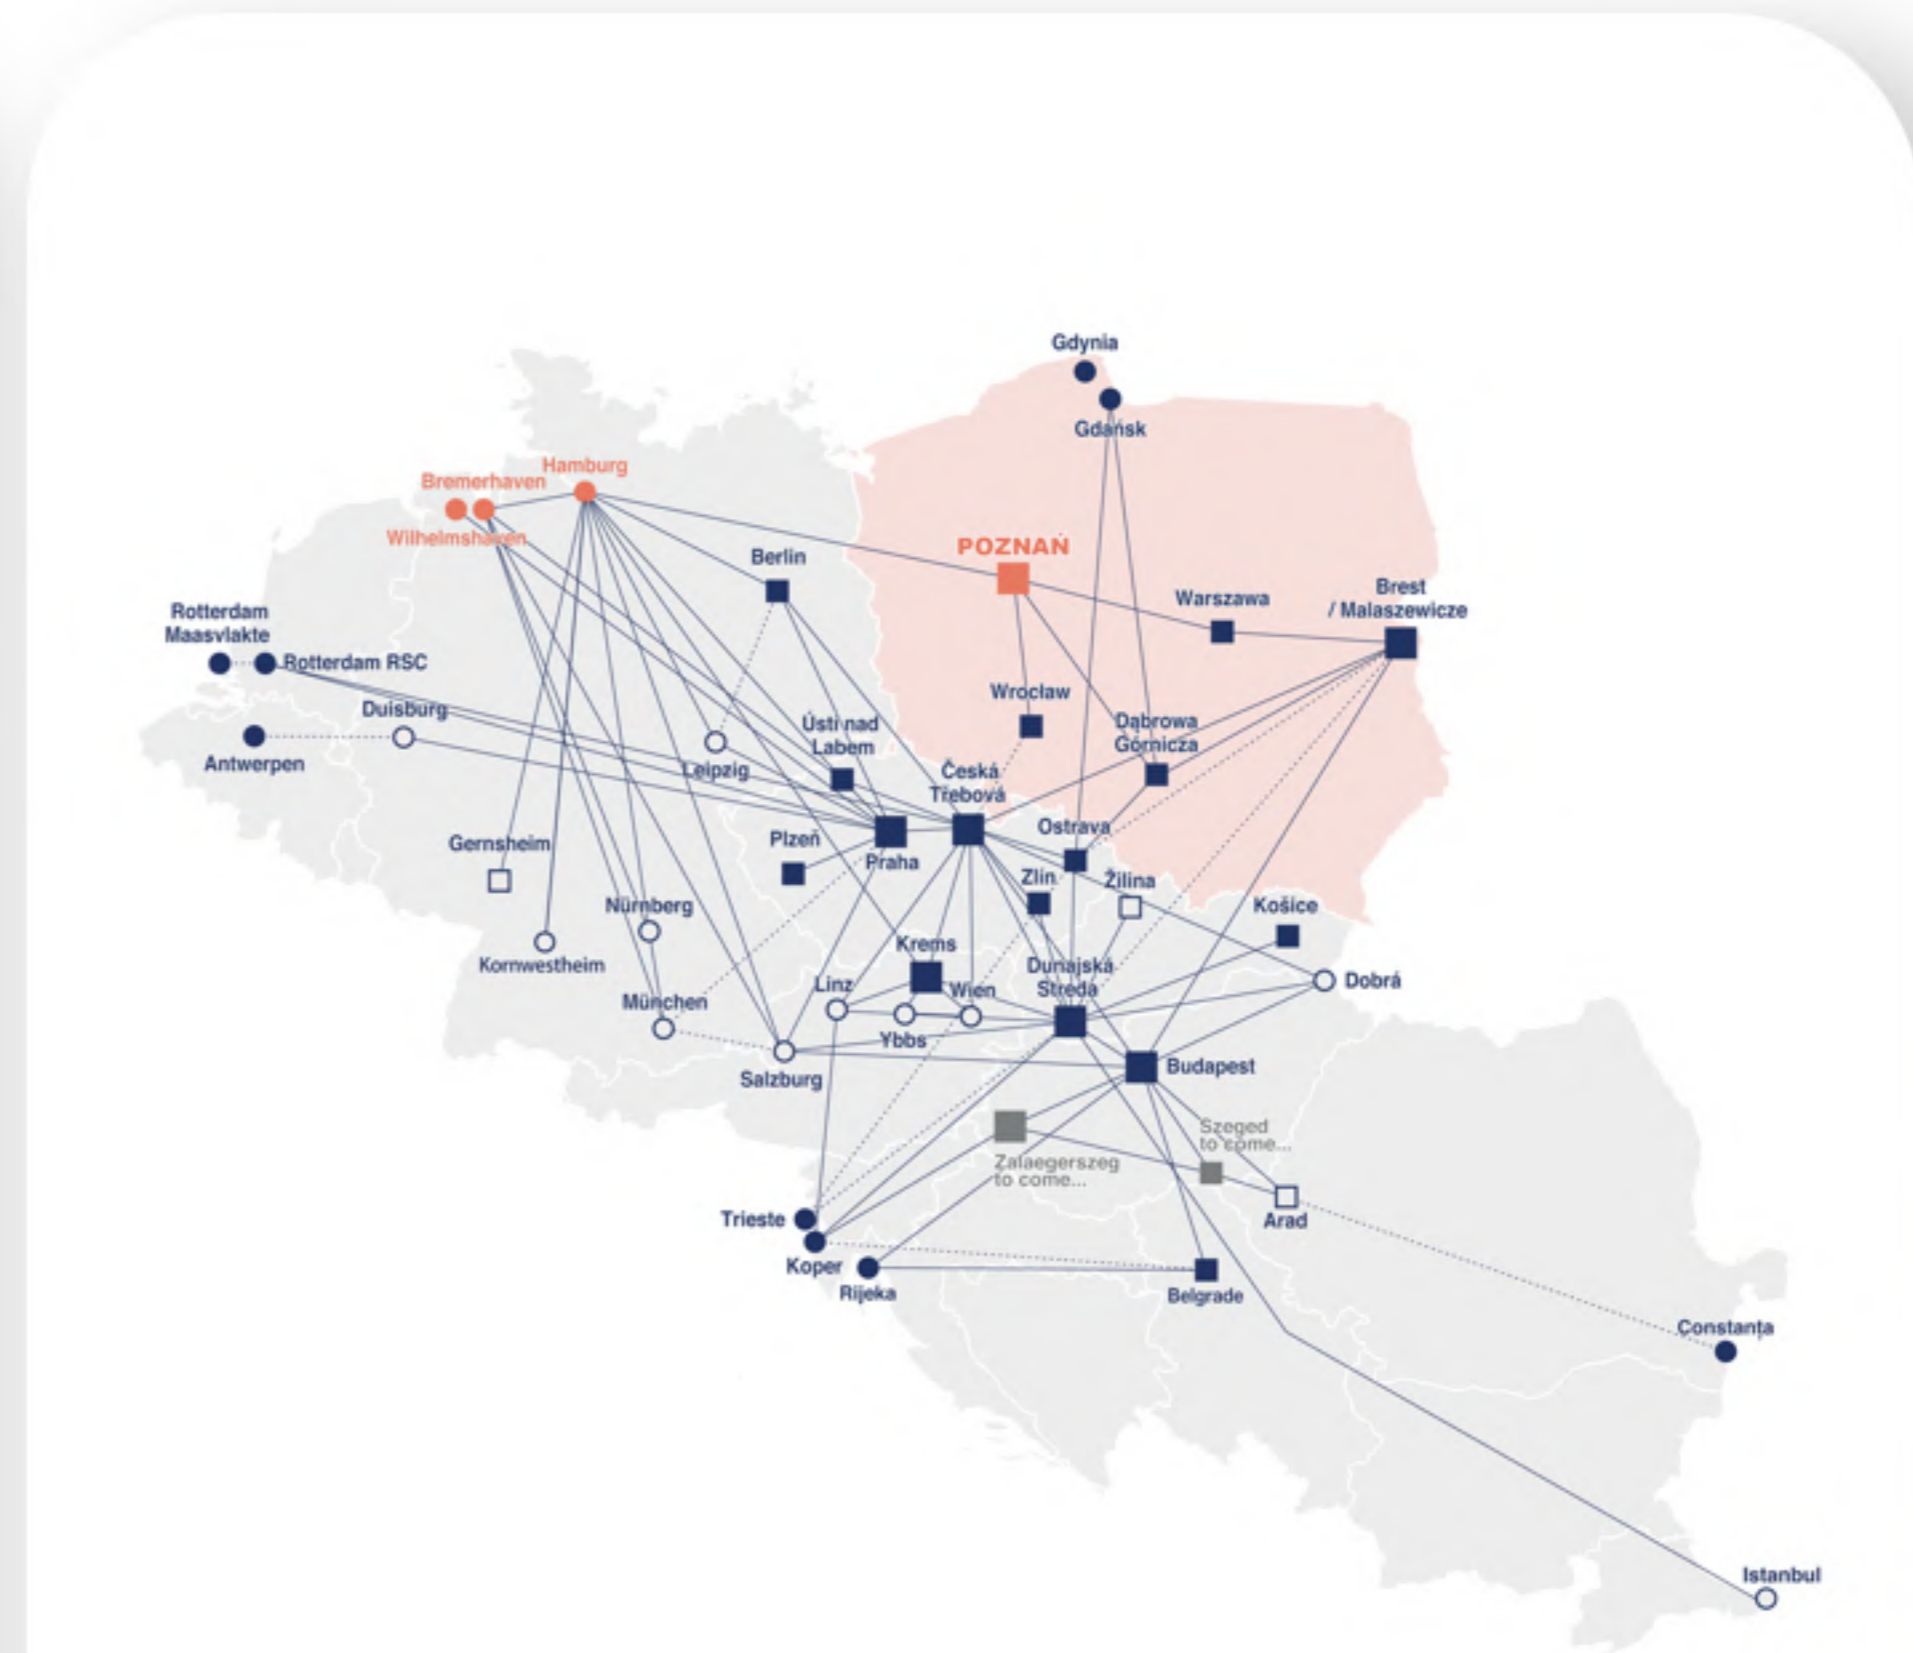 Gdynia
Gdańsk
Hamburg
Bremerhaven
Wilhelmshaven
POZNAŃ
Berlin
Brest
/ Malaszewicze
Warszawa
Rotterdam
Maasvlakte
Rotterdam RSC
Wrocław
Duisburg
Dąbrowa
Górnicza
Ústí nad
Labem
Antwerpen
Leipzig
Česká
Třebová
Ostrava
Plzeň
Gernsheim
Praha
Zlín
Žilina
Nürnberg
Košice
Krems
Kornwestheim
Dunajská
Streda
Linz
Wien
Dobrá
München
Ybbs
Salzburg
Budapest
Szeged
to come...
Zalaegerszeg
to come...
Trieste
Arad
Koper
Rijeka
Belgrade
Constanța
Istanbul